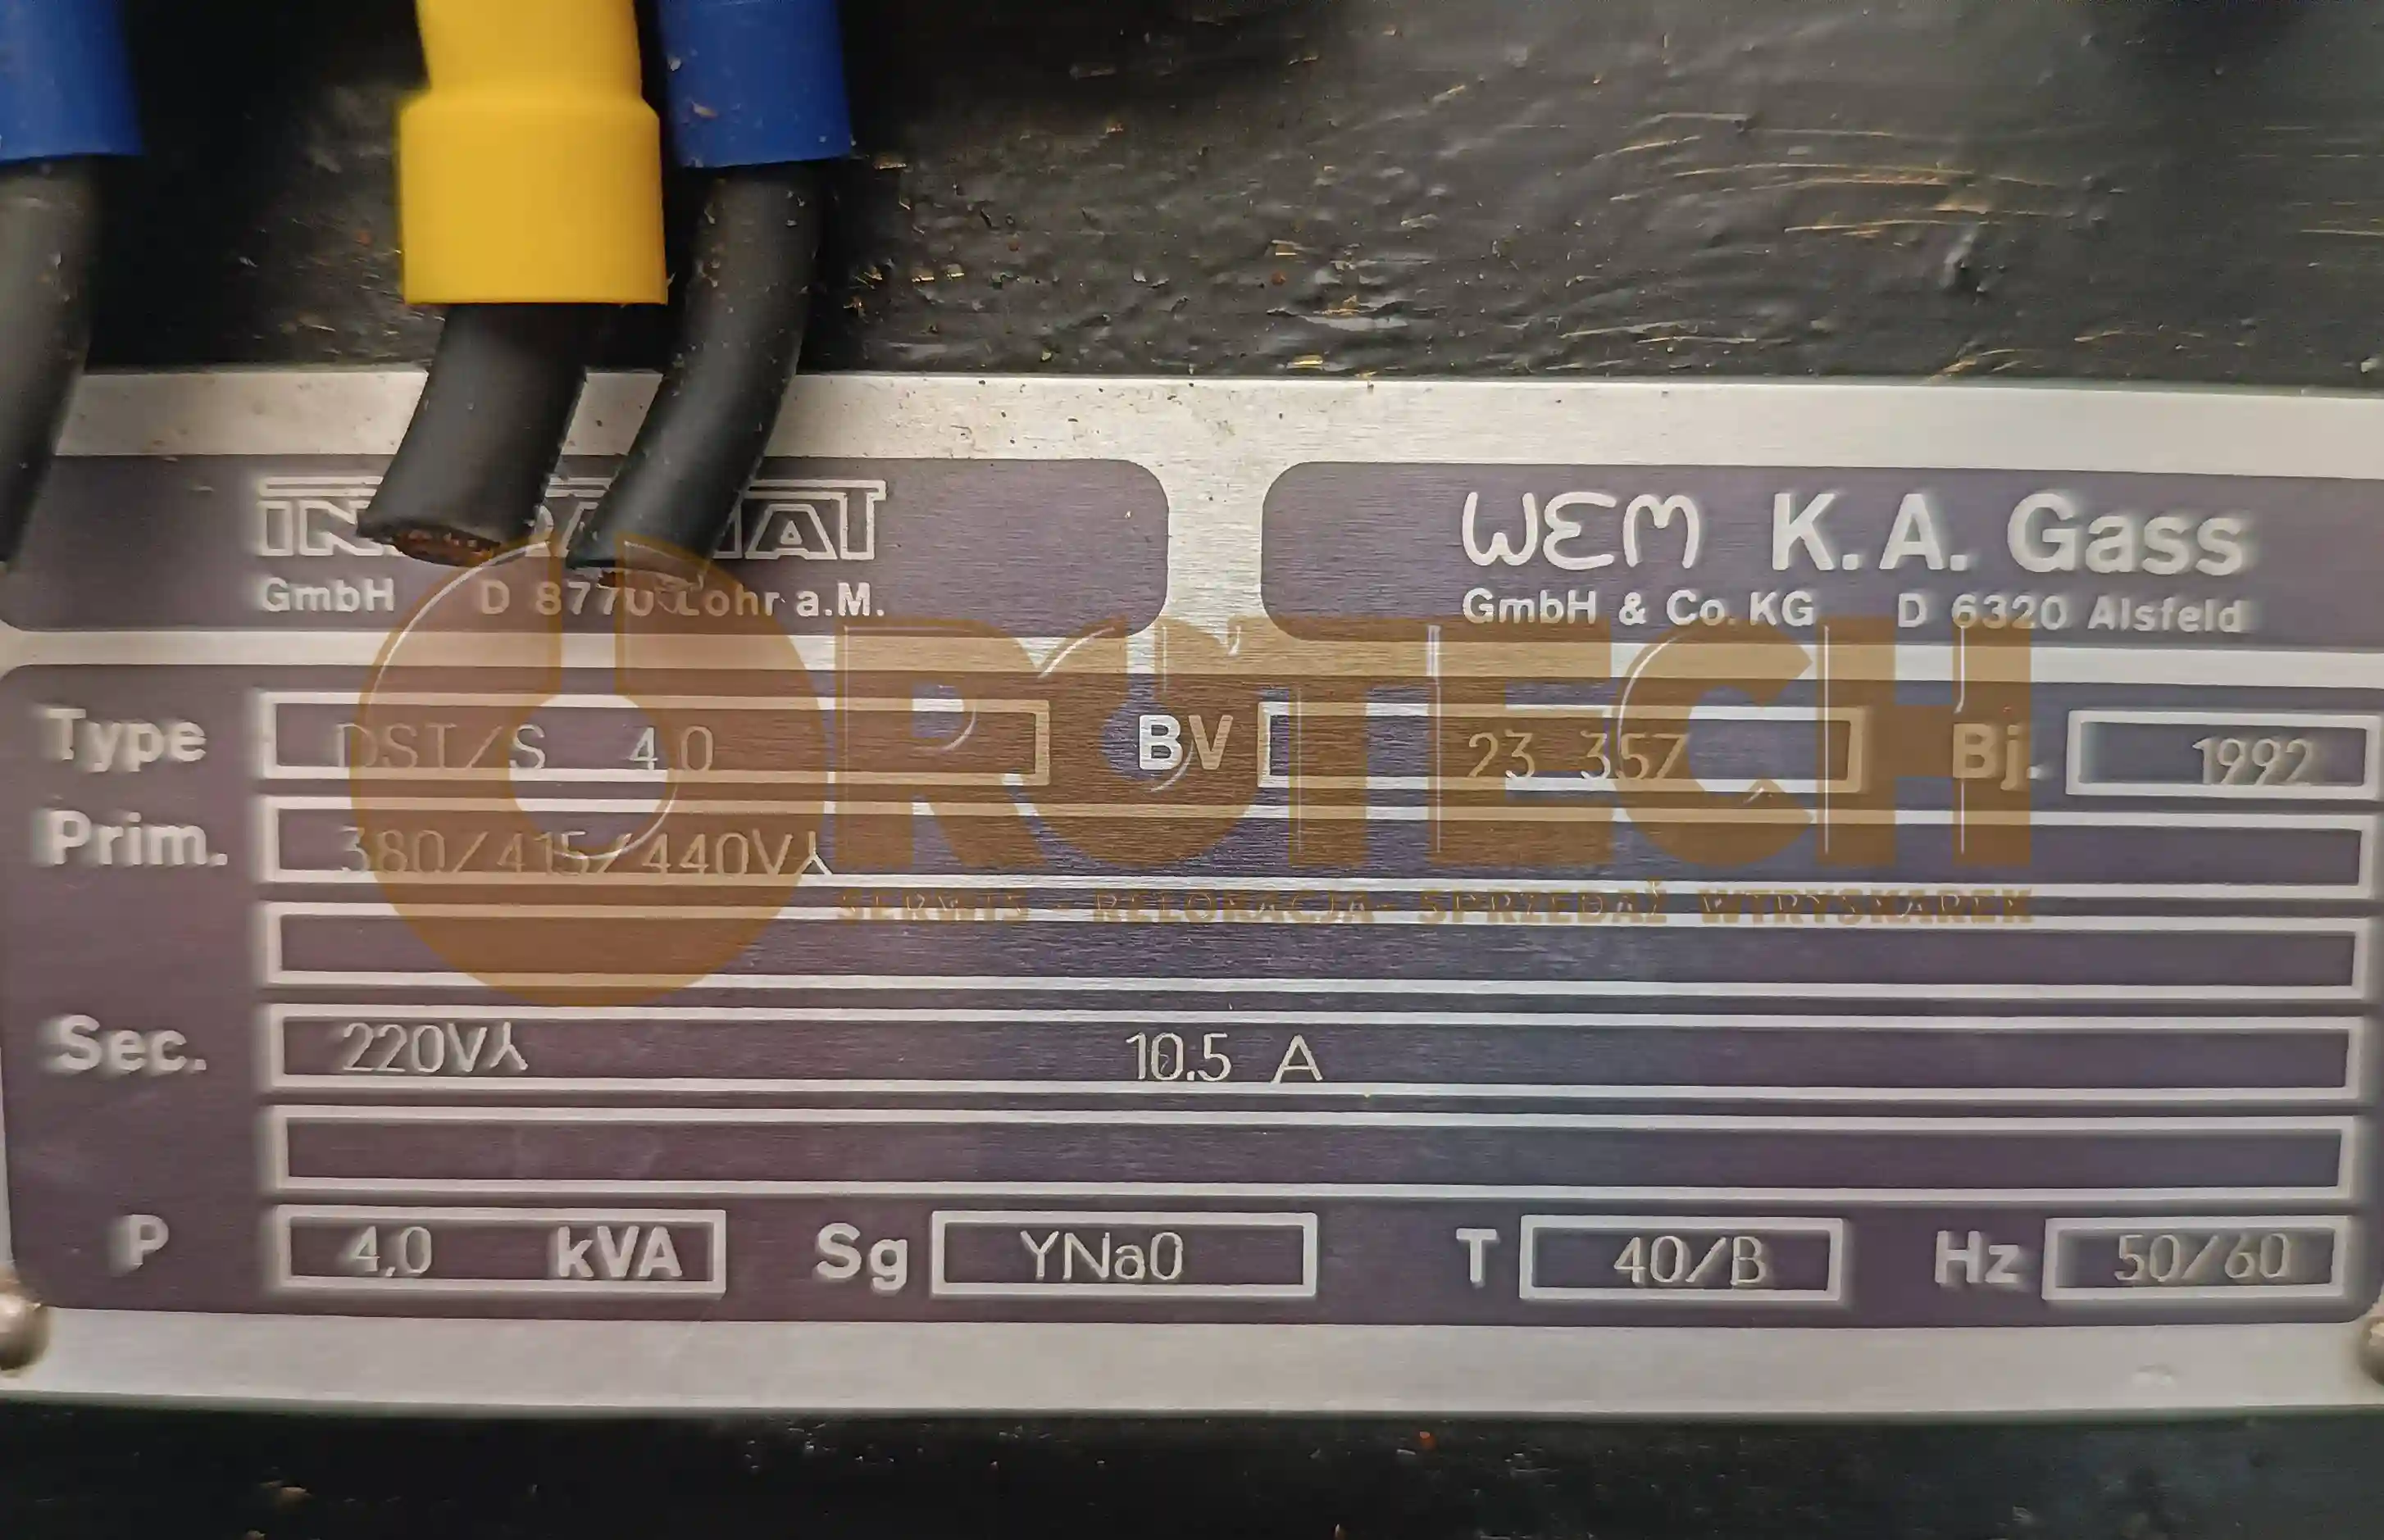 GmbH D 8770 Lohr a.M.
WEM K.A. Gass
GmbH & Co. KG D 6320 Alsfeld
Type DST/S 4.0 BV 23 357 Bj. 1992
Prim. 380/415/440V⅄
Sec. 220V⅄ 10.5 A
P 4.0 kVA Sg YNa0 T 40/B Hz 50/60
RUTECH
SERWIS - RELOKACJA - SPRZEDAŻ WTRYSKAREK